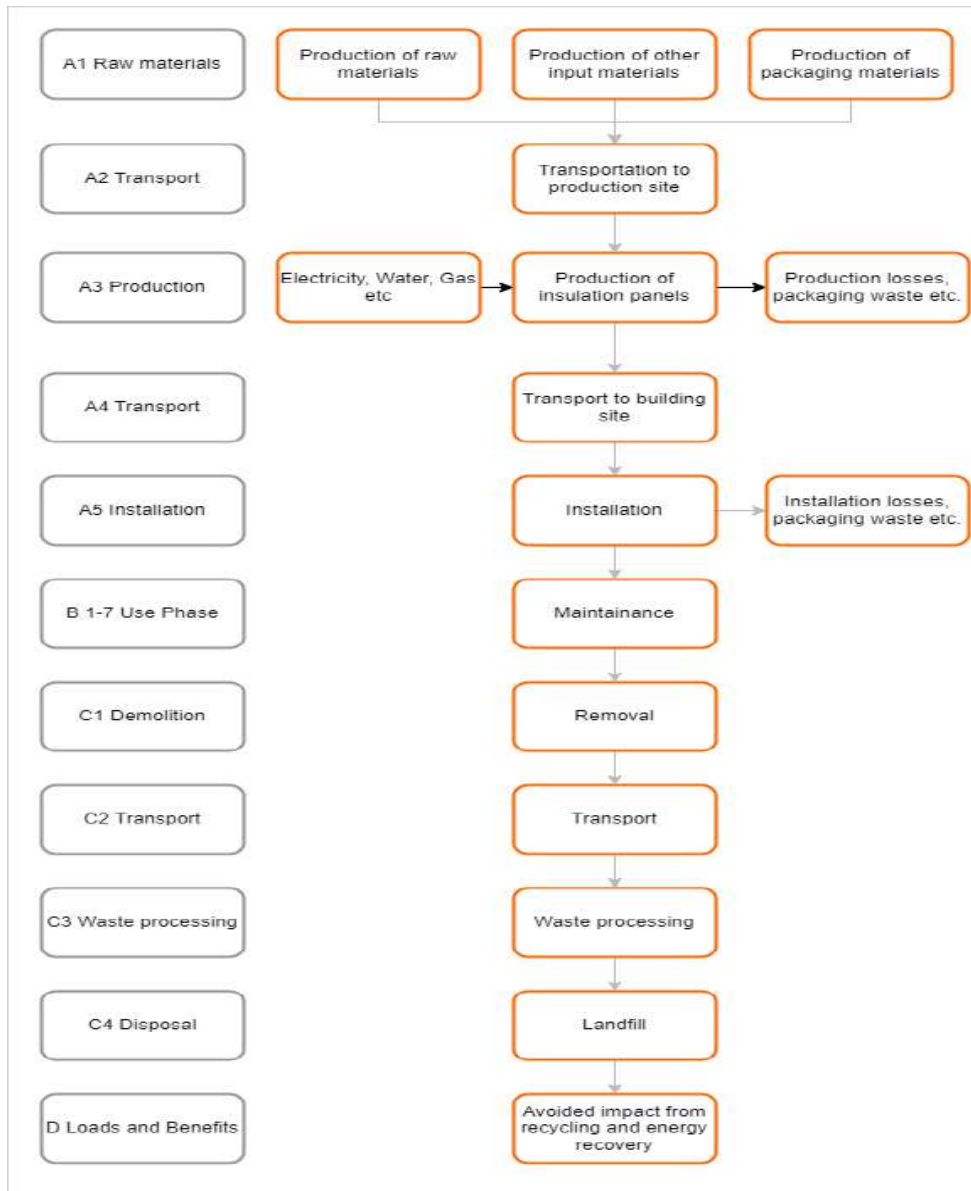 A1 Raw materials
Production of raw
materials
Production of other
input materials
Production of
packaging materials
A2 Transport
Transportation to
production site
A3 Production
Electricity, Water, Gas
etc
Production of
insulation panels
Production losses,
packaging waste etc.
A4 Transport
Transport to building
site
A5 Installation
Installation
Installation losses,
packaging waste etc.
B 1-7 Use Phase
Maintainance
C1 Demolition
Removal
C2 Transport
Transport
C3 Waste processing
Waste processing
C4 Disposal
Landfill
D Loads and Benefits
Avoided impact from
recycling and energy
recovery